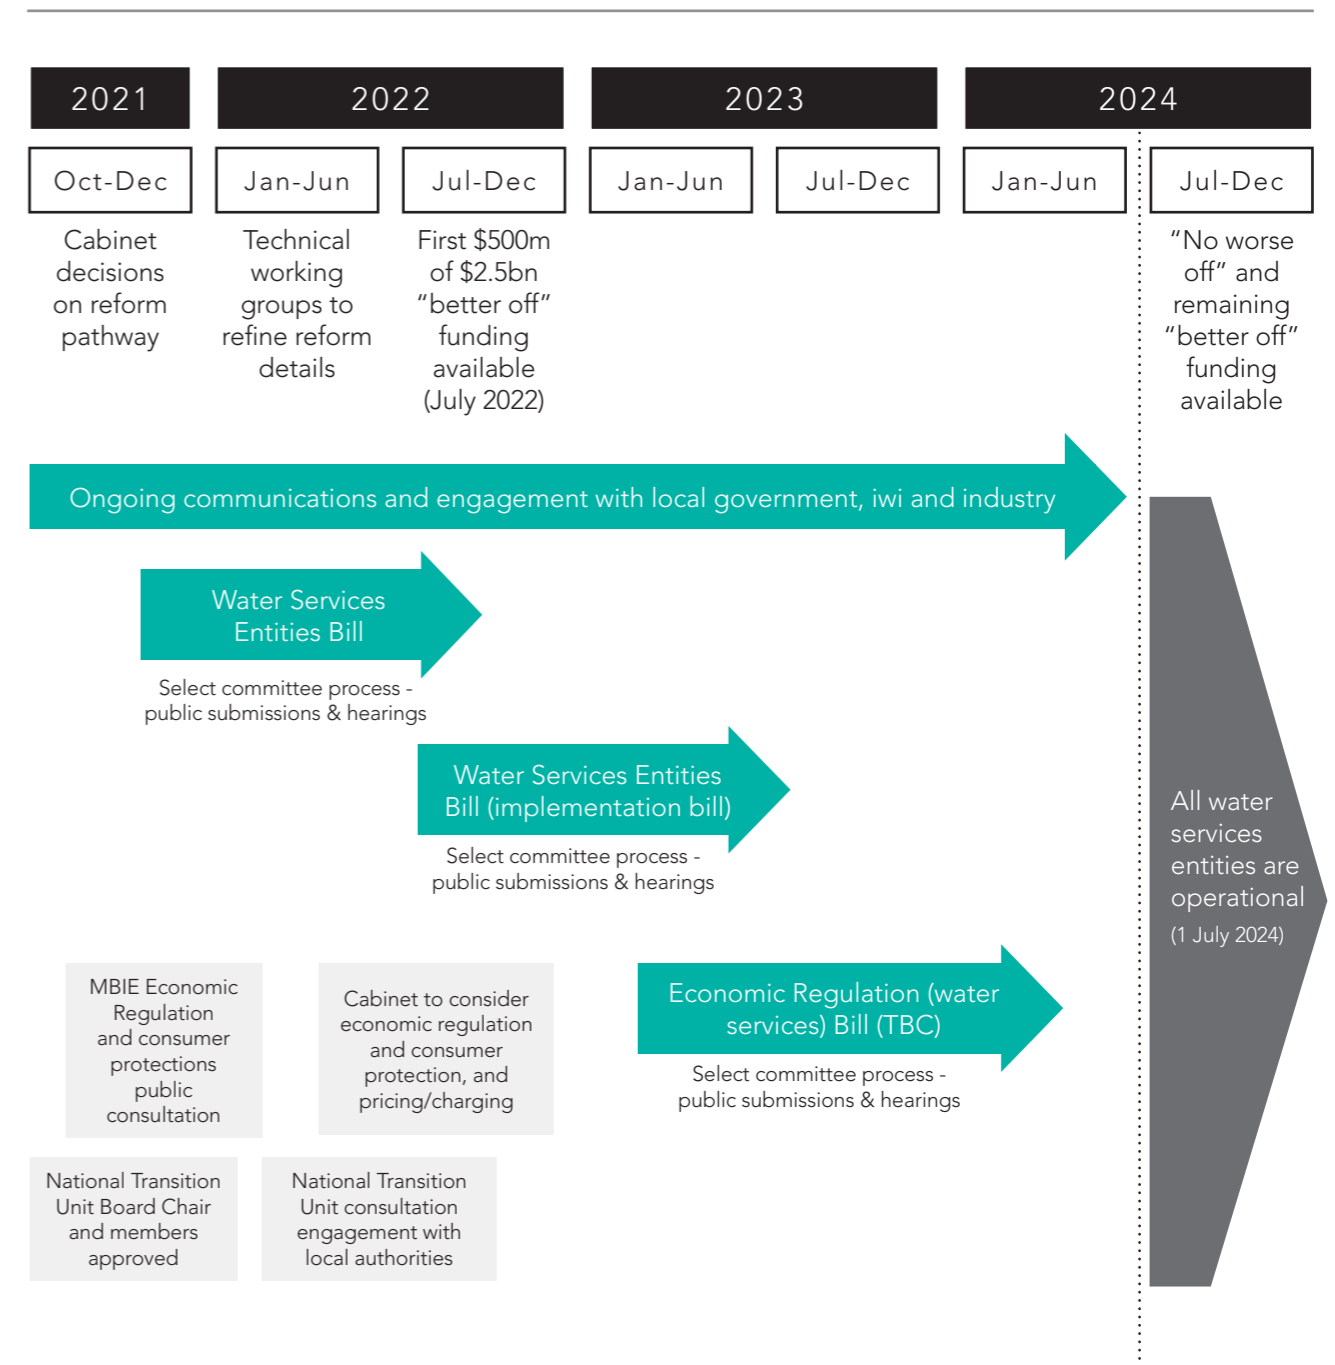 2021
2022
2023
2024
Oct-Dec
Jan-Jun
Jul-Dec
Jan-Jun
Jul-Dec
Jan-Jun
Jul-Dec
Cabinet
decisions
on reform
pathway
Technical
working
groups to
refine reform
details
First $500m
of $2.5bn
“better off”
funding
available
(July 2022)
“No worse
off” and
remaining
“better off”
funding
available
Ongoing communications and engagement with local government, iwi and industry
Water Services
Entities Bill
Select committee process -
public submissions & hearings
Water Services Entities
Bill (implementation bill)
Select committee process -
public submissions & hearings
All water
services
entities are
operational
(1 July 2024)
MBIE Economic
Regulation
and consumer
protections
public
consultation
Cabinet to consider
economic regulation
and consumer
protection, and
pricing/charging
Economic Regulation (water
services) Bill (TBC)
Select committee process -
public submissions & hearings
National Transition
Unit Board Chair
and members
approved
National Transition
Unit consultation
engagement with
local authorities